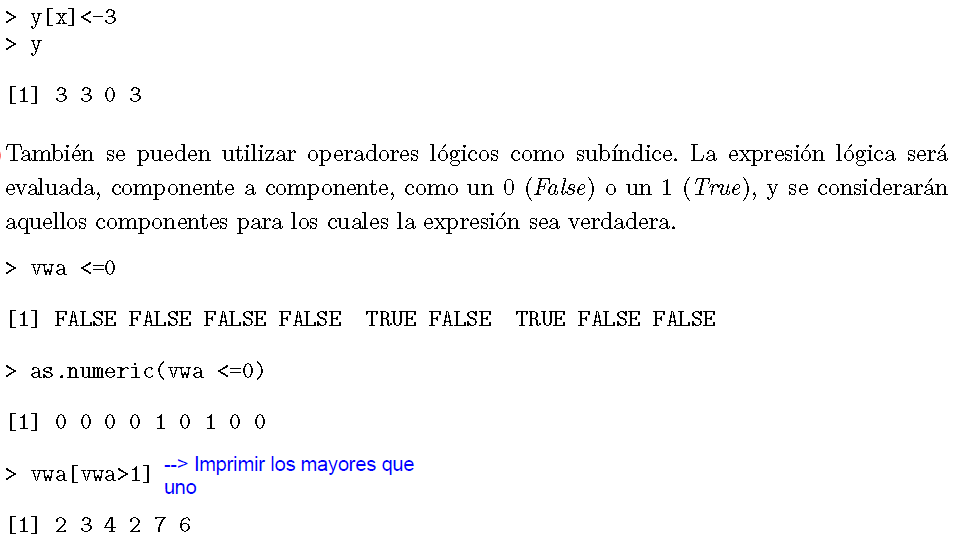 > y[x]<-3
> y
[1] 3 3 0 3
También se pueden utilizar operadores lógicos como subíndice. La expresión lógica será
evaluada, componente a componente, como un 0 (False) o un 1 (True), y se considerarán
aquellos componentes para los cuales la expresión sea verdadera.
> vwa <=0
[1] FALSE FALSE FALSE FALSE  TRUE FALSE  TRUE FALSE FALSE
> as.numeric(vwa <=0)
[1] 0 0 0 0 1 0 1 0 0
> vwa[vwa>1] --> Imprimir los mayores que
uno
[1] 2 3 4 2 7 6